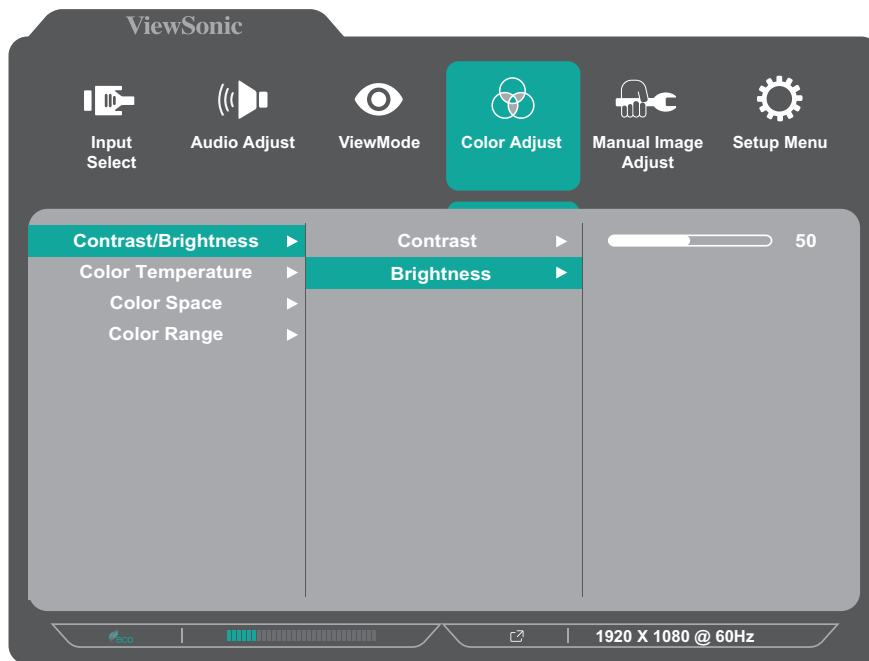 ViewSonic
Input Select
Audio Adjust
ViewMode
Color Adjust
Manual Image Adjust
Setup Menu
Contrast/Brightness
Contrast
50
Color Temperature
Brightness
Color Space
Color Range
eco
1920 X 1080 @ 60Hz